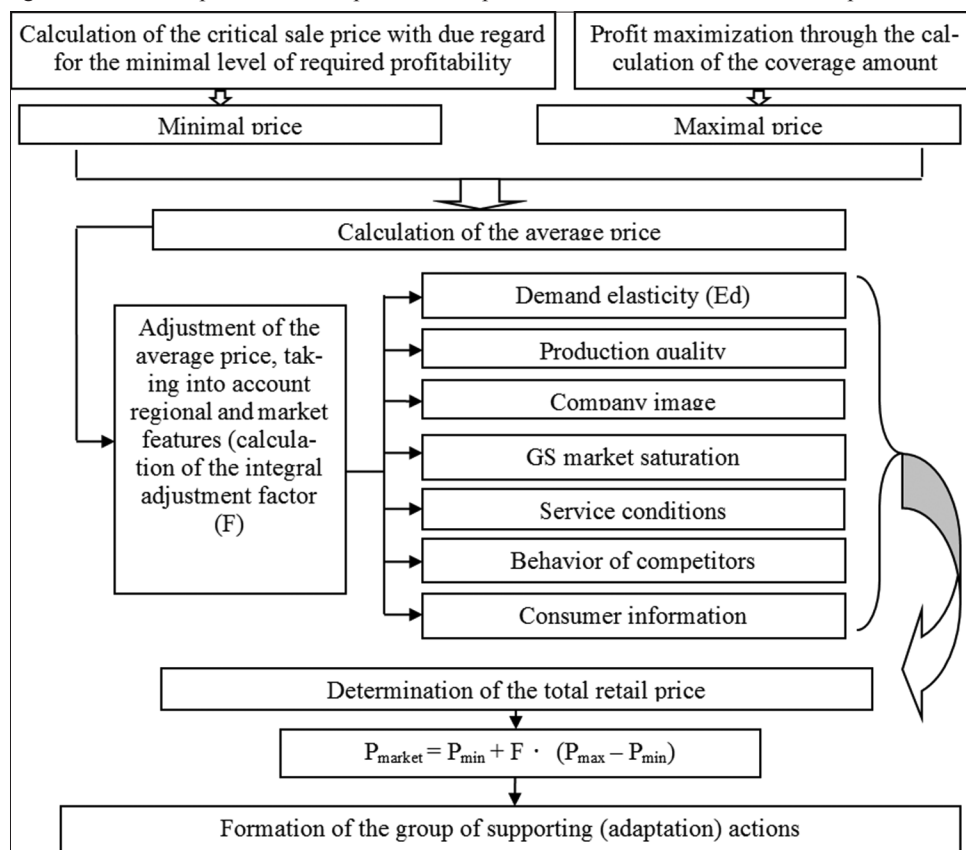 Calculation of the critical sale price with due regard
for the minimal level of required profitability
Profit maximization through the cal-
culation of the coverage amount
Minimal price
Maximal price
Calculation of the average price
Adjustment of the
average price, tak-
ing into account
regional and market
features (calcula-
tion of the integral
adjustment factor
(F)
Demand elasticity (Ed)
Production quality
Company image
GS market saturation
Service conditions
Behavior of competitors
Consumer information
Determination of the total retail price
Pmarket = Pmin + F · (Pmax – Pmin)
Formation of the group of supporting (adaptation) actions